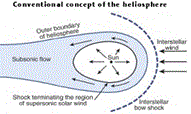 Conventional concept of the heliosphere
Outer boundary
of heliosphere
Interstellar
wind
Subsonic flow
Sun
Shock terminating the region
of supersonic solar wind
Interstellar
bow shock